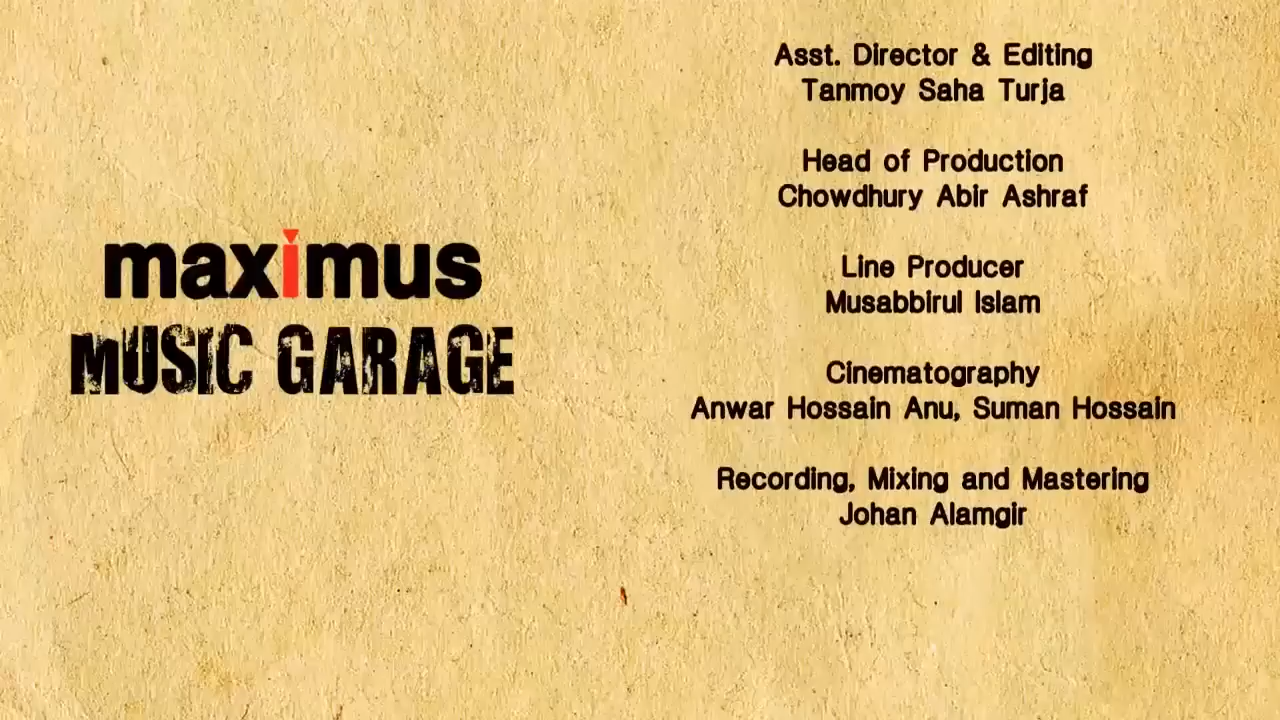 maximus
MUSIC GARAGE
Asst. Director & Editing
Tanmoy Saha Turja
Head of Production
Chowdhury Abir Ashraf
Line Producer
Musabbirul Islam
Cinematography
Anwar Hossain Anu, Suman Hossain
Recording, Mixing and Mastering
Johan Alamgir